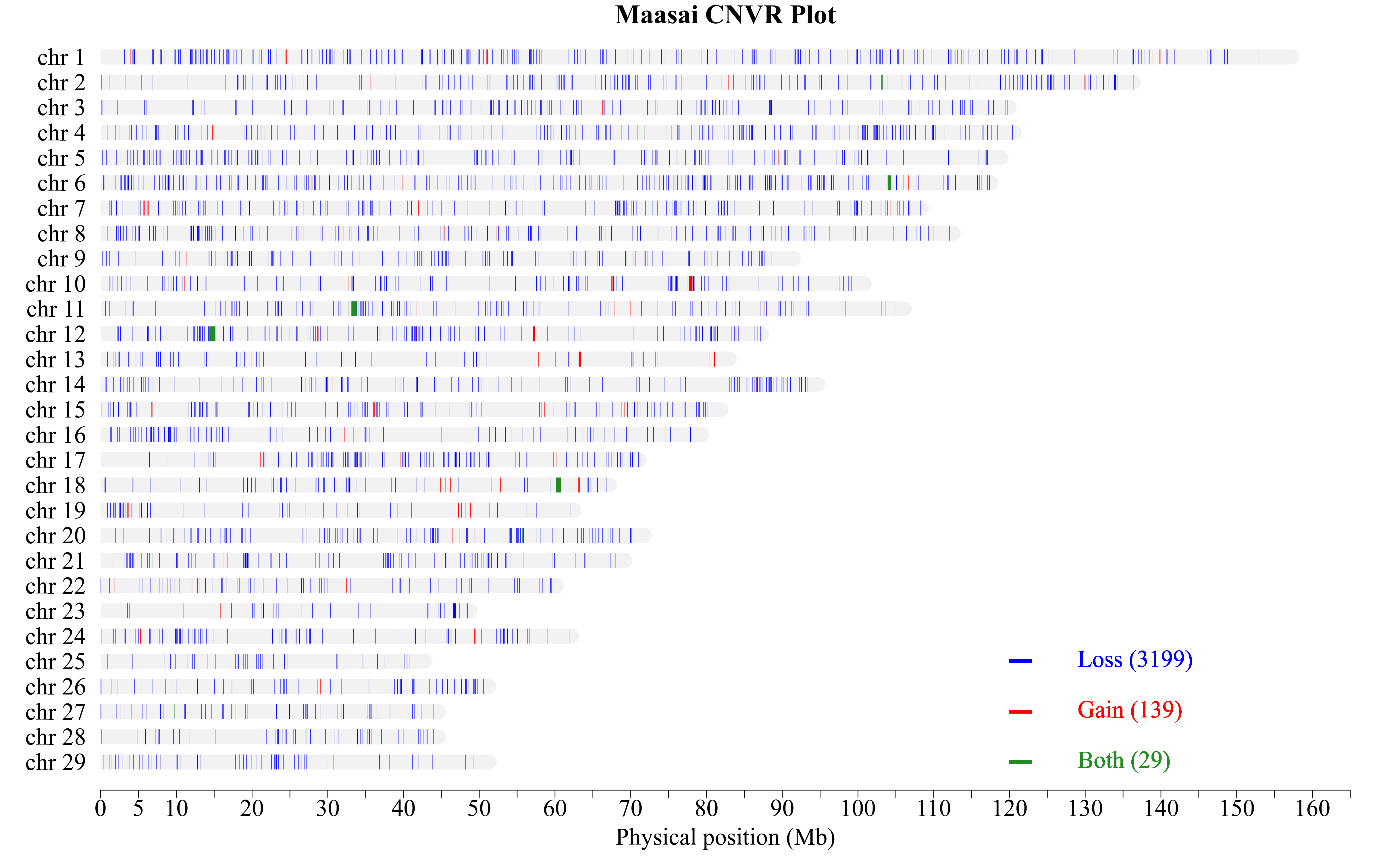 Maasai CNVR Plot
chr 1
chr 2
chr 3
chr 4
chr 5
chr 6
chr 7
chr 8
chr 9
chr 10
chr 11
chr 12
chr 13
chr 14
chr 15
chr 16
chr 17
chr 18
chr 19
chr 20
chr 21
chr 22
chr 23
chr 24
chr 25
chr 26
chr 27
chr 28
chr 29
Loss (3199)
Gain (139)
Both (29)
0 5 10 20 30 40 50 60 70 80 90 100 110 120 130 140 150 160
Physical position (Mb)